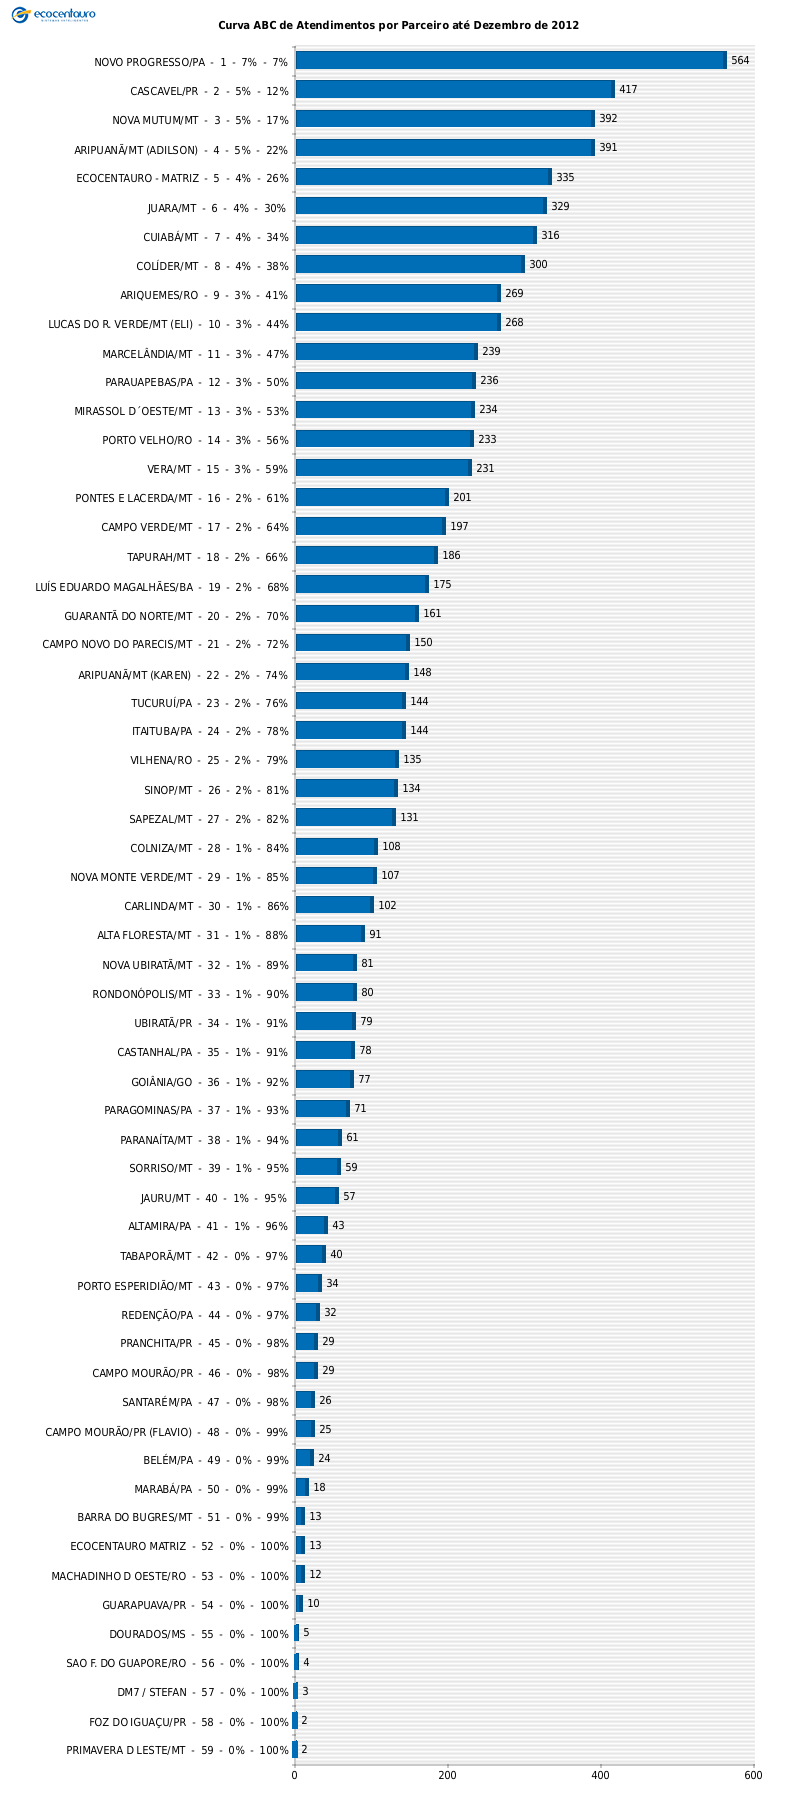 ecocentauro
Curva ABC de Atendimentos por Parceiro até Dezembro de 2012
NOVO PROGRESSO/PA - 1 - 7% - 7% 564
CASCAVEL/PR - 2 - 5% - 12% 417
NOVA MUTUM/MT - 3 - 5% - 17% 392
ARIPUANÃ/MT (ADILSON) - 4 - 5% - 22% 391
ECOCENTAURO - MATRIZ - 5 - 4% - 26% 335
JUARA/MT - 6 - 4% - 30% 329
CUIABÁ/MT - 7 - 4% - 34% 316
COLÍDER/MT - 8 - 4% - 38% 300
ARIQUEMES/RO - 9 - 3% - 41% 269
LUCAS DO R. VERDE/MT (ELI) - 10 - 3% - 44% 268
MARCELÂNDIA/MT - 11 - 3% - 47% 239
PARAUAPEBAS/PA - 12 - 3% - 50% 236
MIRASSOL D´OESTE/MT - 13 - 3% - 53% 234
PORTO VELHO/RO - 14 - 3% - 56% 233
VERA/MT - 15 - 3% - 59% 231
PONTES E LACERDA/MT - 16 - 2% - 61% 201
CAMPO VERDE/MT - 17 - 2% - 64% 197
TAPURAH/MT - 18 - 2% - 66% 186
LUÍS EDUARDO MAGALHÃES/BA - 19 - 2% - 68% 175
GUARANTÃ DO NORTE/MT - 20 - 2% - 70% 161
CAMPO NOVO DO PARECIS/MT - 21 - 2% - 72% 150
ARIPUANÃ/MT (KAREN) - 22 - 2% - 74% 148
TUCURUÍ/PA - 23 - 2% - 76% 144
ITAITUBA/PA - 24 - 2% - 78% 144
VILHENA/RO - 25 - 2% - 79% 135
SINOP/MT - 26 - 2% - 81% 134
SAPEZAL/MT - 27 - 2% - 82% 131
COLNIZA/MT - 28 - 1% - 84% 108
NOVA MONTE VERDE/MT - 29 - 1% - 85% 107
CARLINDA/MT - 30 - 1% - 86% 102
ALTA FLORESTA/MT - 31 - 1% - 88% 91
NOVA UBIRATÃ/MT - 32 - 1% - 89% 81
RONDONÓPOLIS/MT - 33 - 1% - 90% 80
UBIRATÃ/PR - 34 - 1% - 91% 79
CASTANHAL/PA - 35 - 1% - 91% 78
GOIÂNIA/GO - 36 - 1% - 92% 77
PARAGOMINAS/PA - 37 - 1% - 93% 71
PARANAÍTA/MT - 38 - 1% - 94% 61
SORRISO/MT - 39 - 1% - 95% 59
JAURU/MT - 40 - 1% - 95% 57
ALTAMIRA/PA - 41 - 1% - 96% 43
TABAPORÃ/MT - 42 - 0% - 97% 40
PORTO ESPERIDIÃO/MT - 43 - 0% - 97% 34
REDENÇÃO/PA - 44 - 0% - 97% 32
PRANCHITA/PR - 45 - 0% - 98% 29
CAMPO MOURÃO/PR - 46 - 0% - 98% 29
SANTARÉM/PA - 47 - 0% - 98% 26
CAMPO MOURÃO/PR (FLAVIO) - 48 - 0% - 99% 25
BELÉM/PA - 49 - 0% - 99% 24
MARABÁ/PA - 50 - 0% - 99% 18
BARRA DO BUGRES/MT - 51 - 0% - 99% 13
ECOCENTAURO MATRIZ - 52 - 0% - 100% 13
MACHADINHO D OESTE/RO - 53 - 0% - 100% 12
GUARAPUAVA/PR - 54 - 0% - 100% 10
DOURADOS/MS - 55 - 0% - 100% 5
SAO F. DO GUAPORE/RO - 56 - 0% - 100% 4
DM7 / STEFAN - 57 - 0% - 100% 3
FOZ DO IGUAÇU/PR - 58 - 0% - 100% 2
PRIMAVERA D LESTE/MT - 59 - 0% - 100% 2
0 200 400 600